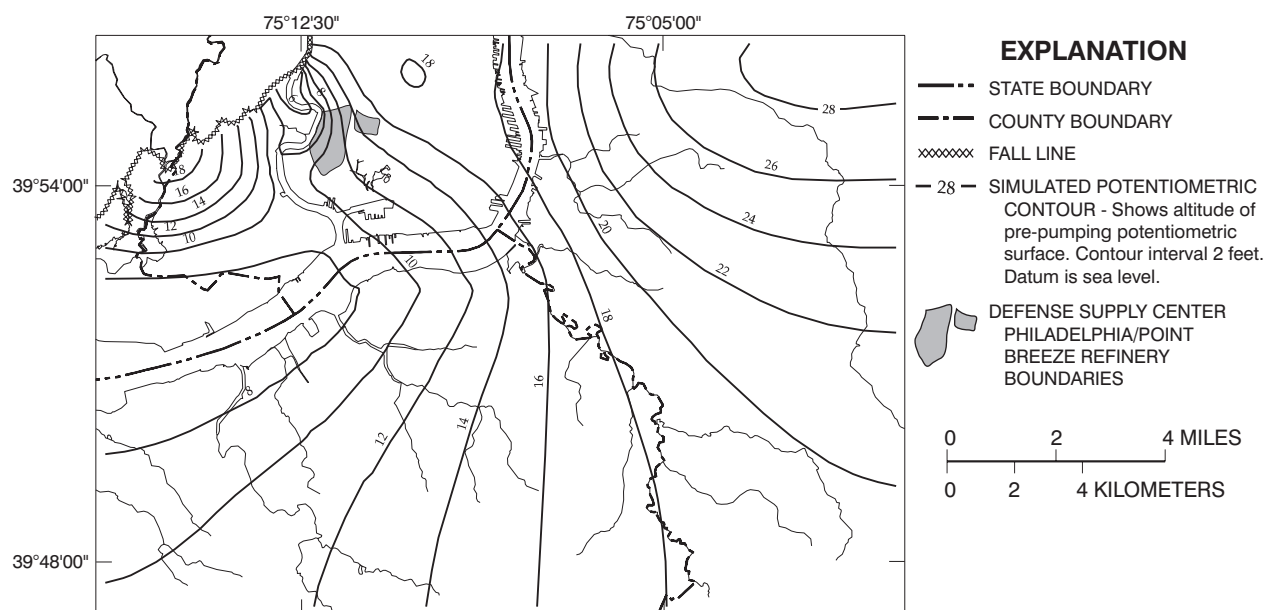 75°12'30"
75°05'00"
39°54'00"
39°48'00"
18
8
28
18
16
14
12
10
26
24
22
20
10
18
16
14
12
EXPLANATION
STATE BOUNDARY
COUNTY BOUNDARY
FALL LINE
28 SIMULATED POTENTIOMETRIC
CONTOUR - Shows altitude of
pre-pumping potentiometric
surface. Contour interval 2 feet.
Datum is sea level.
DEFENSE SUPPLY CENTER
PHILADELPHIA/POINT
BREEZE REFINERY
BOUNDARIES
0 2 4 MILES
0 2 4 KILOMETERS